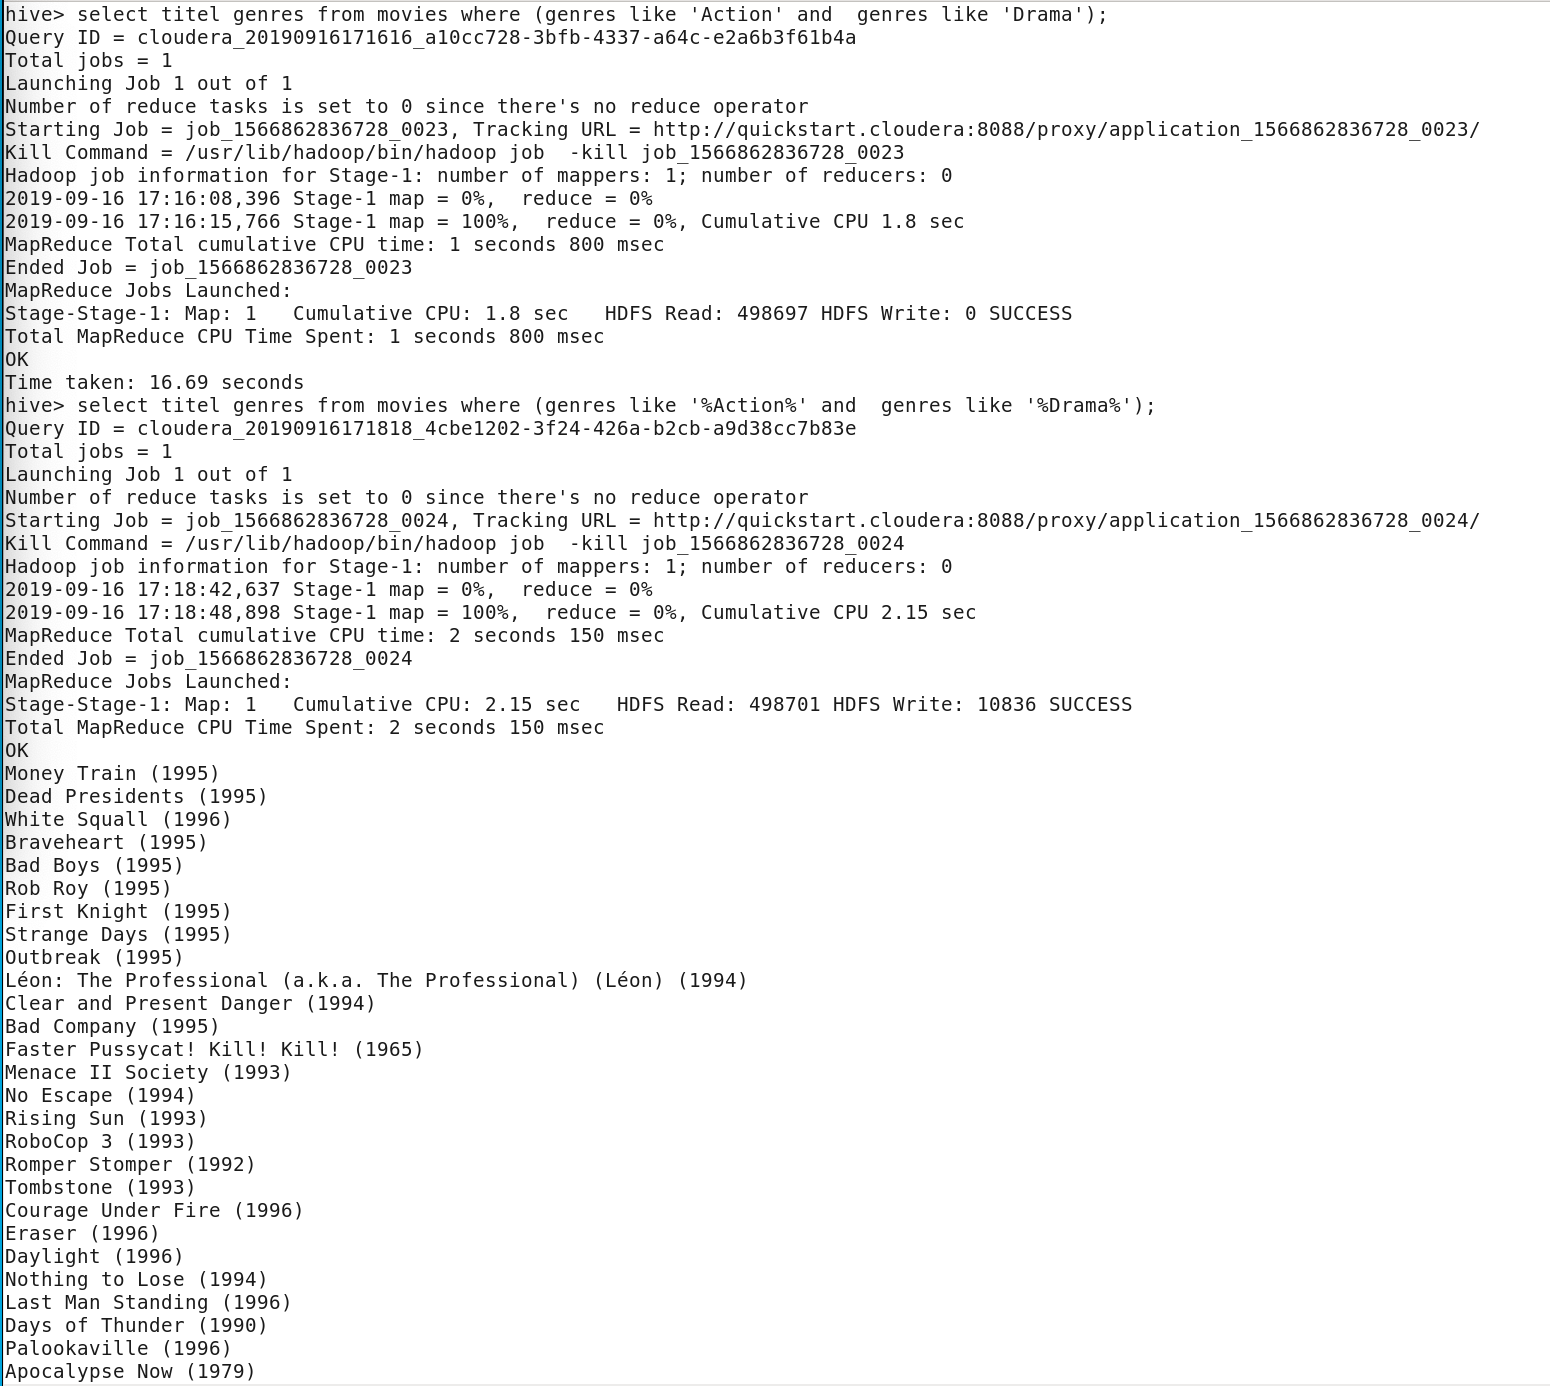 hive> select titel genres from movies where (genres like 'Action' and  genres like 'Drama');
Query ID = cloudera_20190916171616_a10cc728-3bfb-4337-a64c-e2a6b3f61b4a
Total jobs = 1
Launching Job 1 out of 1
Number of reduce tasks is set to 0 since there's no reduce operator
Starting Job = job_1566862836728_0023, Tracking URL = http://quickstart.cloudera:8088/proxy/application_1566862836728_0023/
Kill Command = /usr/lib/hadoop/bin/hadoop job  -kill job_1566862836728_0023
Hadoop job information for Stage-1: number of mappers: 1; number of reducers: 0
2019-09-16 17:16:08,396 Stage-1 map = 0%,  reduce = 0%
2019-09-16 17:16:15,766 Stage-1 map = 100%,  reduce = 0%, Cumulative CPU 1.8 sec
MapReduce Total cumulative CPU time: 1 seconds 800 msec
Ended Job = job_1566862836728_0023
MapReduce Jobs Launched:
Stage-Stage-1: Map: 1   Cumulative CPU: 1.8 sec   HDFS Read: 498697 HDFS Write: 0 SUCCESS
Total MapReduce CPU Time Spent: 1 seconds 800 msec
OK
Time taken: 16.69 seconds
hive> select titel genres from movies where (genres like '%Action%' and  genres like '%Drama%');
Query ID = cloudera_20190916171818_4cbe1202-3f24-426a-b2cb-a9d38cc7b83e
Total jobs = 1
Launching Job 1 out of 1
Number of reduce tasks is set to 0 since there's no reduce operator
Starting Job = job_1566862836728_0024, Tracking URL = http://quickstart.cloudera:8088/proxy/application_1566862836728_0024/
Kill Command = /usr/lib/hadoop/bin/hadoop job  -kill job_1566862836728_0024
Hadoop job information for Stage-1: number of mappers: 1; number of reducers: 0
2019-09-16 17:18:42,637 Stage-1 map = 0%,  reduce = 0%
2019-09-16 17:18:48,898 Stage-1 map = 100%,  reduce = 0%, Cumulative CPU 2.15 sec
MapReduce Total cumulative CPU time: 2 seconds 150 msec
Ended Job = job_1566862836728_0024
MapReduce Jobs Launched:
Stage-Stage-1: Map: 1   Cumulative CPU: 2.15 sec   HDFS Read: 498701 HDFS Write: 10836 SUCCESS
Total MapReduce CPU Time Spent: 2 seconds 150 msec
OK
Money Train (1995)
Dead Presidents (1995)
White Squall (1996)
Braveheart (1995)
Bad Boys (1995)
Rob Roy (1995)
First Knight (1995)
Strange Days (1995)
Outbreak (1995)
Léon: The Professional (a.k.a. The Professional) (Léon) (1994)
Clear and Present Danger (1994)
Bad Company (1995)
Faster Pussycat! Kill! Kill! (1965)
Menace II Society (1993)
No Escape (1994)
Rising Sun (1993)
RoboCop 3 (1993)
Romper Stomper (1992)
Tombstone (1993)
Courage Under Fire (1996)
Eraser (1996)
Daylight (1996)
Nothing to Lose (1994)
Last Man Standing (1996)
Days of Thunder (1990)
Palookaville (1996)
Apocalypse Now (1979)